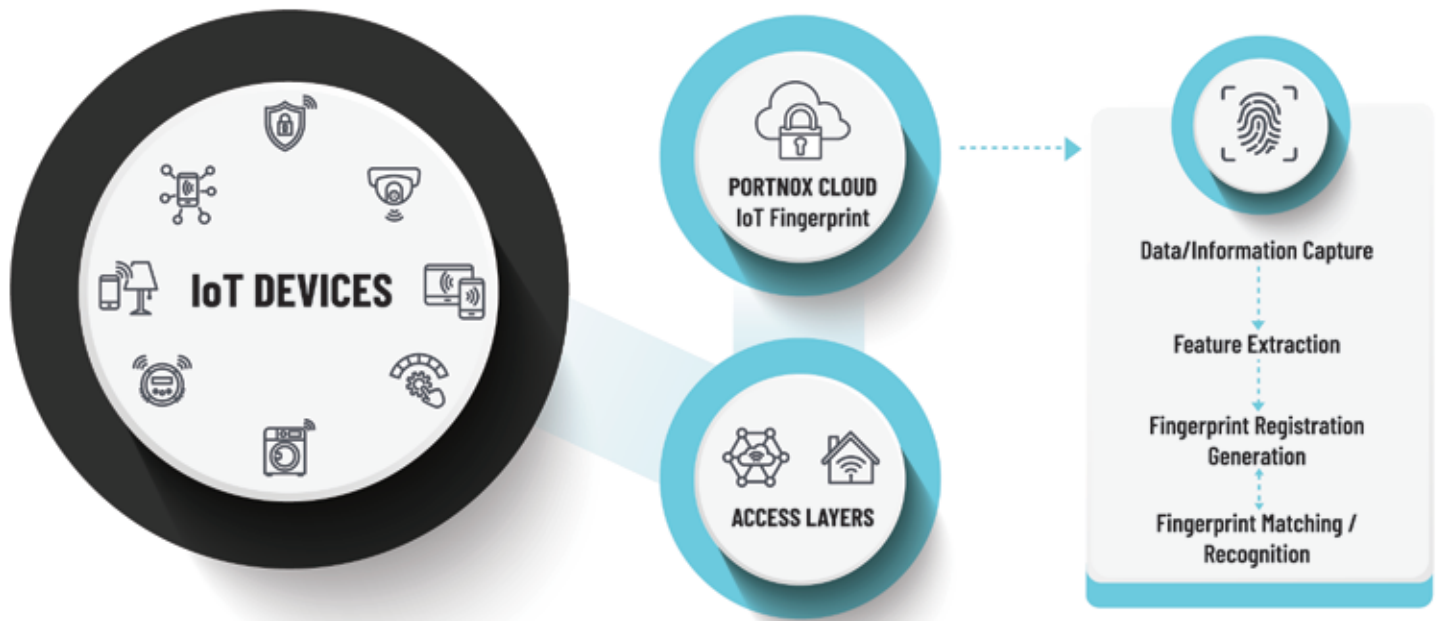 IoT DEVICES
PORTNOX CLOUD
IoT Fingerprint
ACCESS LAYERS
Data/Information Capture
Feature Extraction
Fingerprint Registration
Generation
Fingerprint Matching /
Recognition